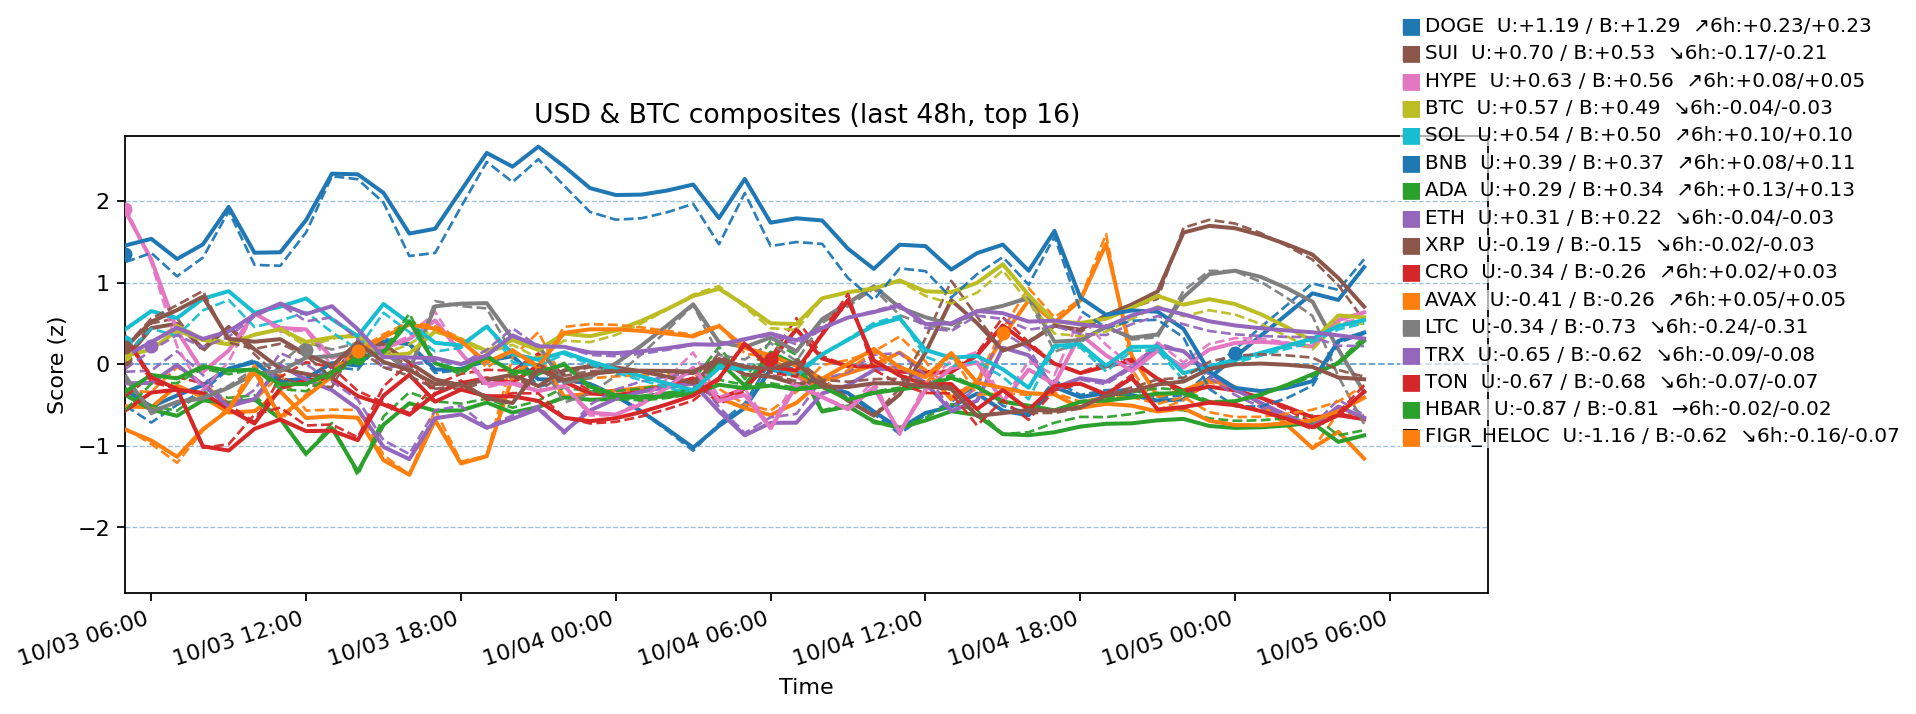 DOGE  U:+1.19 / B:+1.29  ↗6h:+0.23/+0.23
SUI  U:+0.70 / B:+0.53  ↘6h:-0.17/-0.21
HYPE  U:+0.63 / B:+0.56  ↗6h:+0.08/+0.05
BTC  U:+0.57 / B:+0.49  ↘6h:-0.04/-0.03
SOL  U:+0.54 / B:+0.50  ↗6h:+0.10/+0.10
BNB  U:+0.39 / B:+0.37  ↗6h:+0.08/+0.11
ADA  U:+0.29 / B:+0.34  ↗6h:+0.13/+0.13
ETH  U:+0.31 / B:+0.22  ↘6h:-0.04/-0.03
XRP  U:-0.19 / B:-0.15  ↘6h:-0.02/-0.03
CRO  U:-0.34 / B:-0.26  ↗6h:+0.02/+0.03
AVAX  U:-0.41 / B:-0.26  ↗6h:+0.05/+0.05
LTC  U:-0.34 / B:-0.73  ↘6h:-0.24/-0.31
TRX  U:-0.65 / B:-0.62  ↘6h:-0.09/-0.08
TON  U:-0.67 / B:-0.68  ↘6h:-0.07/-0.07
HBAR  U:-0.87 / B:-0.81  →6h:-0.02/-0.02
FIGR_HELOC  U:-1.16 / B:-0.62  ↘6h:-0.16/-0.07
USD & BTC composites (last 48h, top 16)
Score (z)
2
1
0
−1
−2
10/03 06:00
10/03 12:00
10/03 18:00
10/04 00:00
10/04 06:00
10/04 12:00
10/04 18:00
10/05 00:00
10/05 06:00
Time